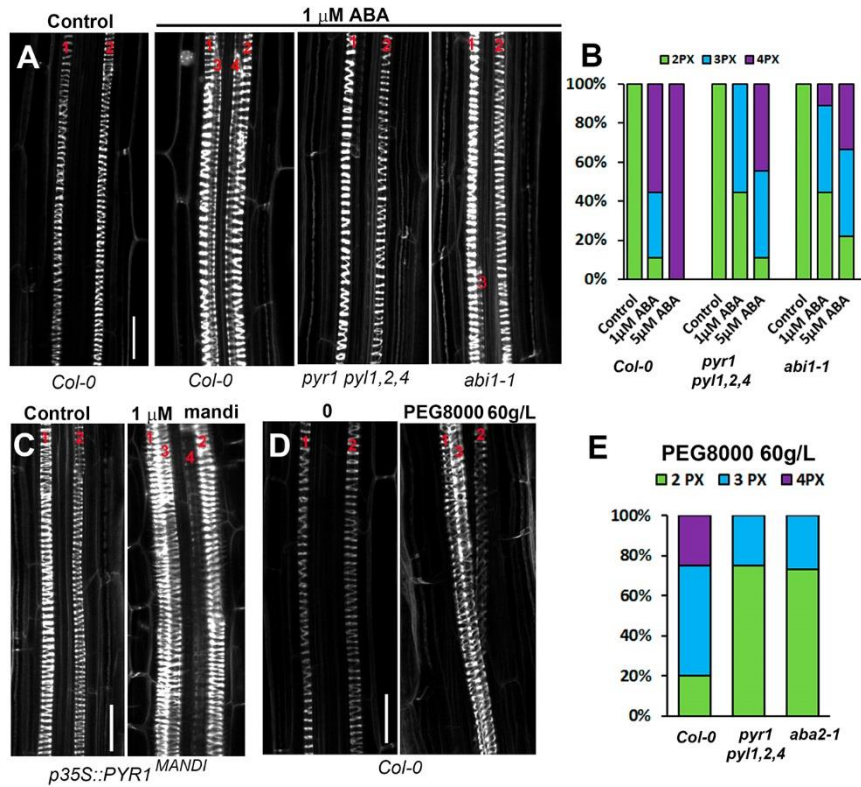 Control
1 μM ABA
A
1 2
1 2
3 4
1 2
1 2
3
Col-0
Col-0
pyr1 pyl1,2,4
abi1-1
B
2PX 3PX 4PX
100%
80%
60%
40%
20%
0%
Control
1μM ABA
5μM ABA
Control
1μM ABA
5μM ABA
Control
1μM ABA
5μM ABA
Col-0
pyr1
pyl1,2,4
abi1-1
Control
1 μM mandi
C
1 2
1 2
3 4
p35S::PYR1MANDI
0
PEG8000 60g/L
D
1 2
1 2
3
Col-0
E
PEG8000 60g/L
2 PX 3 PX 4PX
100%
80%
60%
40%
20%
0%
Col-0
pyr1
pyl1,2,4
aba2-1